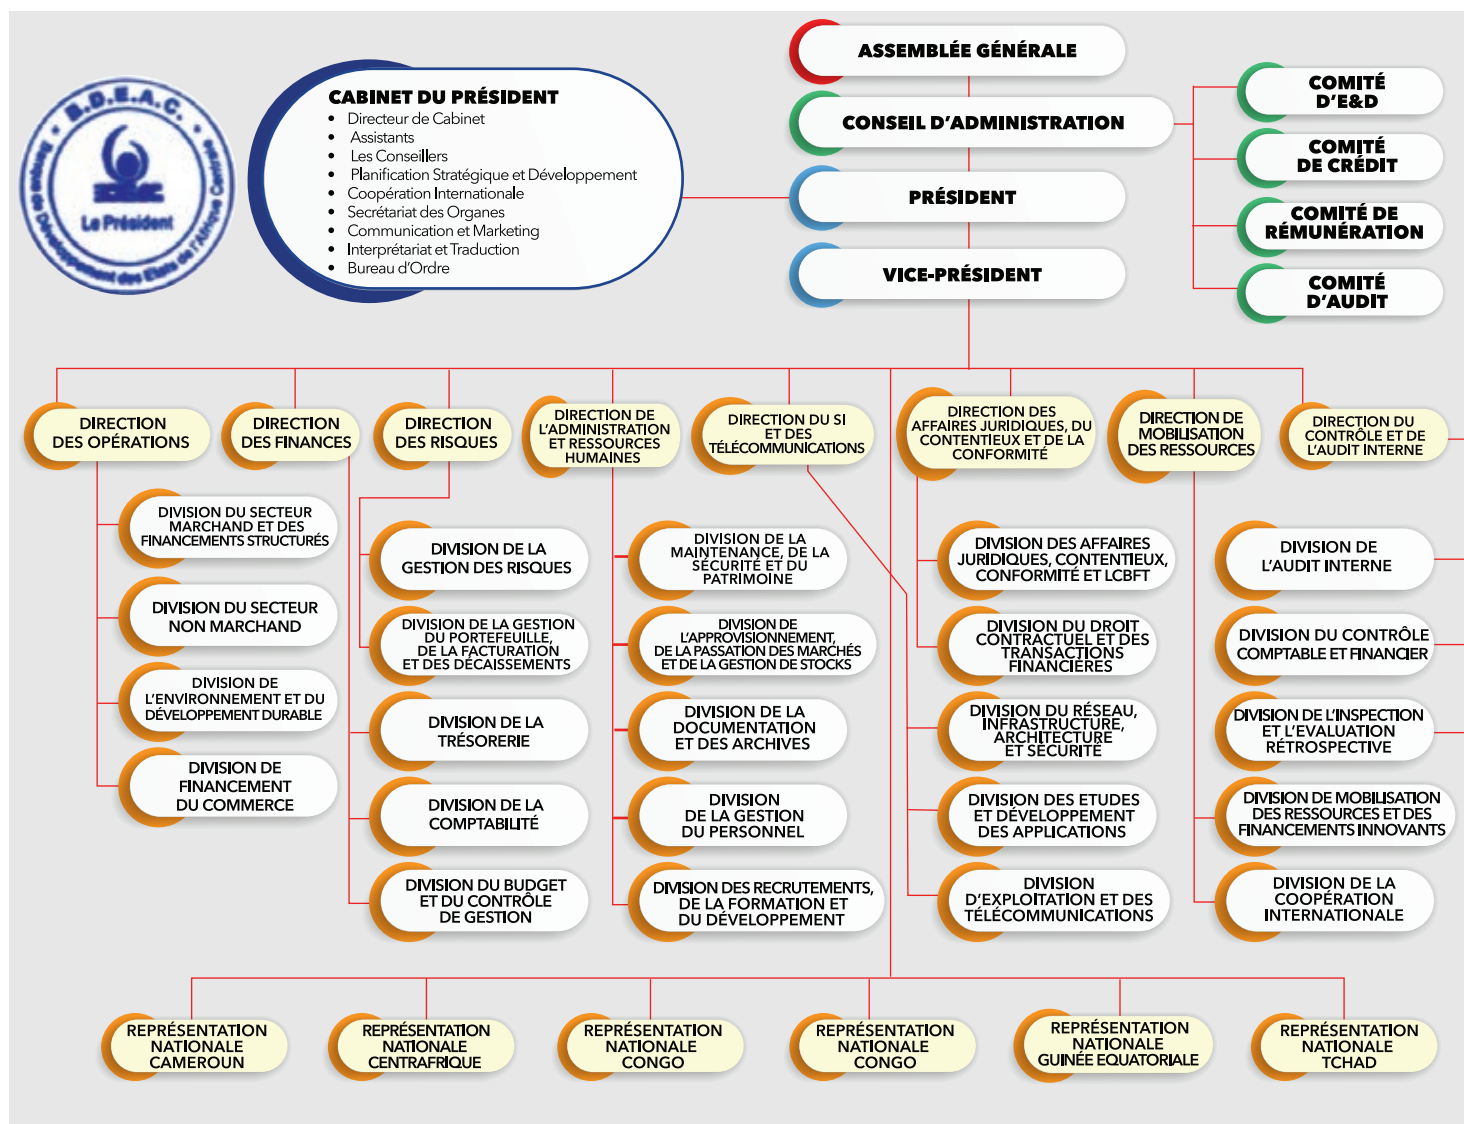 B.D.E.A.C.
Banque de Développement des Etats de l'Afrique Centrale
Le Président
CABINET DU PRÉSIDENT
• Directeur de Cabinet
• Assistants
• Les Conseillers
• Planification Stratégique et Développement
• Coopération Internationale
• Secrétariat des Organes
• Communication et Marketing
• Interprétariat et Traduction
• Bureau d'Ordre
ASSEMBLÉE GÉNÉRALE
CONSEIL D'ADMINISTRATION
PRÉSIDENT
VICE-PRÉSIDENT
COMITÉ
D'E&D
COMITÉ
DE CRÉDIT
COMITÉ DE
RÉMUNÉRATION
COMITÉ
D'AUDIT
DIRECTION
DES OPÉRATIONS
DIRECTION
DES FINANCES
DIRECTION
DES RISQUES
DIRECTION DE
L'ADMINISTRATION
ET RESSOURCES
HUMAINES
DIRECTION DU SI
ET DES
TÉLÉCOMMUNICATIONS
DIRECTION DES
AFFAIRES JURIDIQUES, DU
CONTENTIEUX ET DE LA
CONFORMITÉ
DIRECTION DE
MOBILISATION
DES RESSOURCES
DIRECTION DU
CONTRÔLE ET DE
L'AUDIT INTERNE
DIVISION DU SECTEUR
MARCHAND ET DES
FINANCEMENTS STRUCTURÉS
DIVISION DU SECTEUR
NON MARCHAND
DIVISION DE
L'ENVIRONNEMENT ET DU
DÉVELOPPEMENT DURABLE
DIVISION DE
FINANCEMENT
DU COMMERCE
DIVISION DE LA
GESTION DES RISQUES
DIVISION DE LA GESTION
DU PORTEFEUILLE,
DE LA FACTURATION
ET DES DÉCAISSEMENTS
DIVISION DE LA
TRÉSORERIE
DIVISION DE LA
COMPTABILITÉ
DIVISION DU BUDGET
ET DU CONTRÔLE
DE GESTION
DIVISION DE LA
MAINTENANCE, DE LA
SÉCURITÉ ET DU
PATRIMOINE
DIVISION DE
L'APPROVISIONNEMENT,
DE LA PASSATION DES MARCHÉS
ET DE LA GESTION DE STOCKS
DIVISION DE LA
DOCUMENTATION
ET DES ARCHIVES
DIVISION
DE LA GESTION
DU PERSONNEL
DIVISION DES RECRUTEMENTS,
DE LA FORMATION ET
DU DÉVELOPPEMENT
DIVISION DES AFFAIRES
JURIDIQUES, CONTENTIEUX,
CONFORMITÉ ET LCBFT
DIVISION DU DROIT
CONTRACTUEL ET DES
TRANSACTIONS
FINANCIÈRES
DIVISION DU RÉSEAU,
INFRASTRUCTURE,
ARCHITECTURE
ET SÉCURITÉ
DIVISION DES ETUDES
ET DÉVELOPPEMENT
DES APPLICATIONS
DIVISION
D'EXPLOITATION ET DES
TÉLÉCOMMUNICATIONS
DIVISION DE
L'AUDIT INTERNE
DIVISION DU CONTRÔLE
COMPTABLE ET FINANCIER
DIVISION DE L'INSPECTION
ET L'EVALUATION
RÉTROSPECTIVE
DIVISION DE MOBILISATION
DES RESSOURCES ET DES
FINANCEMENTS INNOVANTS
DIVISION DE LA
COOPÉRATION
INTERNATIONALE
REPRÉSENTATION
NATIONALE
CAMEROUN
REPRÉSENTATION
NATIONALE
CENTRAFRIQUE
REPRÉSENTATION
NATIONALE
CONGO
REPRÉSENTATION
NATIONALE
CONGO
REPRÉSENTATION
NATIONALE
GUINÉE EQUATORIALE
REPRÉSENTATION
NATIONALE
TCHAD